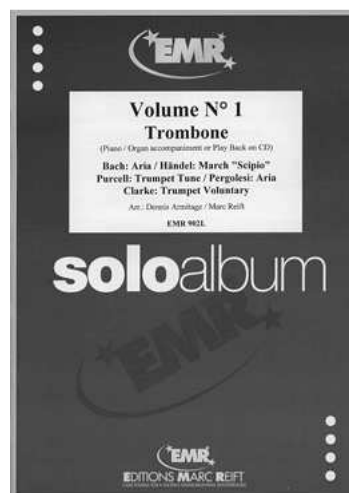 EMR
Volume N° 1
Trombone
(Piano / Organ accompaniment or Play Back on CD)
Bach: Aria / Händel: March "Scipio"
Purcell: Trumpet Tune / Pergolesi: Aria
Clarke: Trumpet Voluntary
Arr.: Dennis Armitage / Marc Reift
EMR 902L
soloalbum
EMR
EMR
EDITIONS MARC REIFT